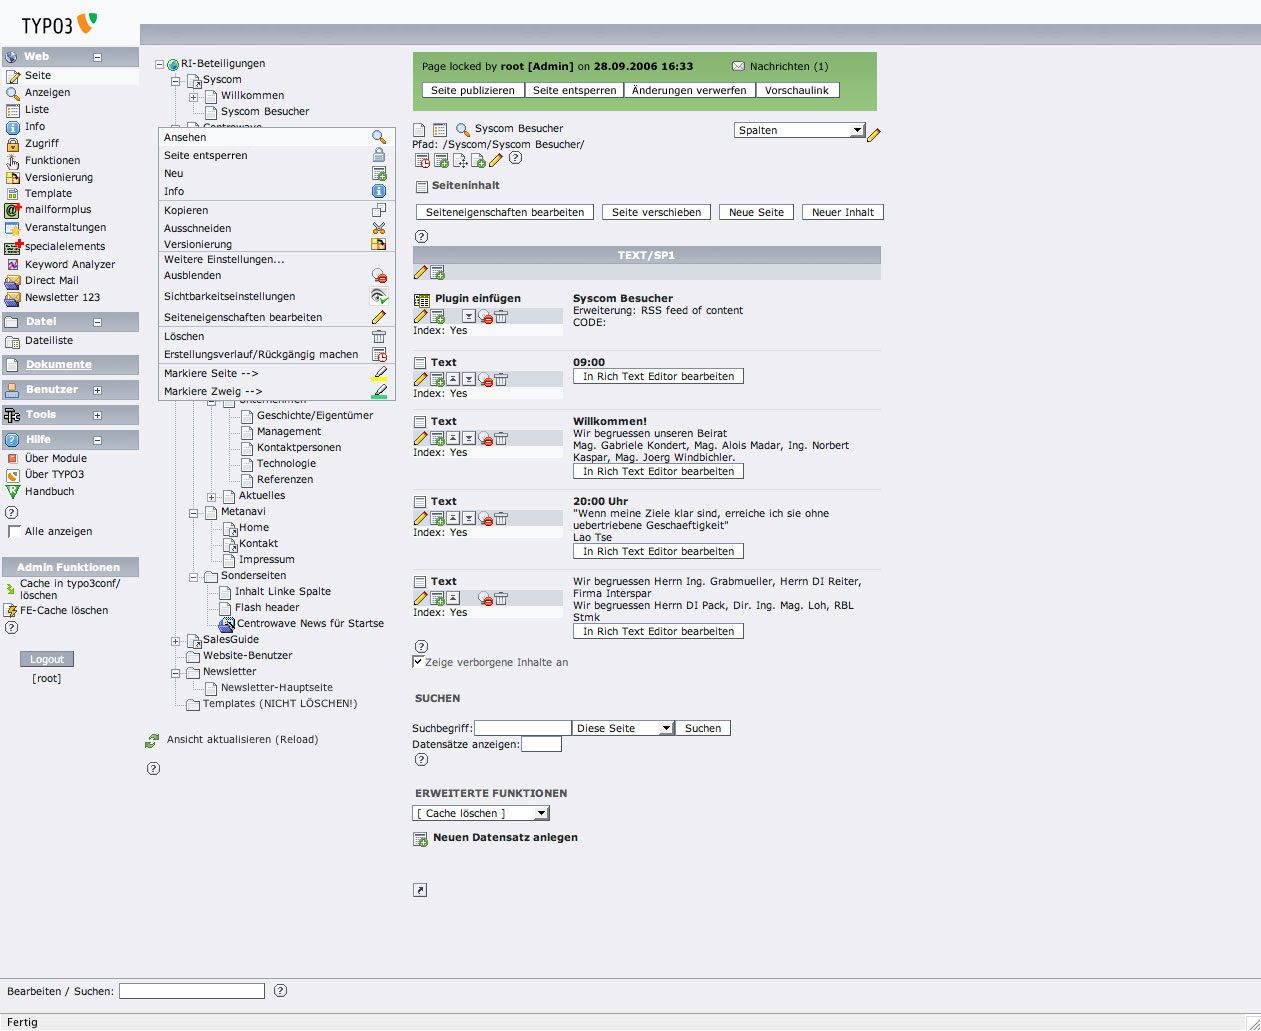 TYPO3
Web
Seite
Anzeigen
Liste
Info
Zugriff
Funktionen
Versionierung
Template
mailformplus
Veranstaltungen
specialelements
Keyword Analyzer
Direct Mail
Newsletter 123
Datei
Dateiliste
Dokumente
Benutzer
Tools
Hilfe
Über Module
Über TYPO3
Handbuch
Alle anzeigen
Admin Funktionen
Cache in typo3conf/
löschen
FE-Cache löschen
Logout
[root]
RI-Beteiligungen
Syscom
Willkommen
Syscom Besucher
Centrowave
Ansehen
Seite entsperren
Neu
Info
Kopieren
Ausschneiden
Versionierung
Weitere Einstellungen...
Ausblenden
Sichtbarkeitseinstellungen
Seiteneigenschaften bearbeiten
Löschen
Erstellungsverlauf/Rückgängig machen
Markiere Seite -->
Markiere Zweig -->
Unternehmen
Geschichte/Eigentümer
Management
Kontaktpersonen
Technologie
Referenzen
Aktuelles
Metanavi
Home
Kontakt
Impressum
Sonderseiten
Inhalt Linke Spalte
Flash header
Centrowave News für Startse
SalesGuide
Website-Benutzer
Newsletter
Newsletter-Hauptseite
Templates (NICHT LÖSCHEN!)
Ansicht aktualisieren (Reload)
Page locked by root [Admin] on 28.09.2006 16:33 Nachrichten (1)
Seite publizieren Seite entsperren Änderungen verwerfen Vorschaulink
Syscom Besucher Spalten
Pfad: /Syscom/Syscom Besucher/
Seiteninhalt
Seiteneigenschaften bearbeiten Seite verschieben Neue Seite Neuer Inhalt
TEXT/SP1
Plugin einfügen
Index: Yes
Syscom Besucher
Erweiterung: RSS feed of content
CODE:
Text
Index: Yes
09:00
In Rich Text Editor bearbeiten
Text
Index: Yes
Willkommen!
Wir begruessen unseren Beirat
Mag. Gabriele Kondert, Mag. Alois Madar, Ing. Norbert
Kaspar, Mag. Joerg Windbichler.
In Rich Text Editor bearbeiten
Text
Index: Yes
20:00 Uhr
"Wenn meine Ziele klar sind, erreiche ich sie ohne
uebertriebene Geschaeftigkeit"
Lao Tse
In Rich Text Editor bearbeiten
Text
Index: Yes
Wir begruessen Herrn Ing. Grabmueller, Herrn DI Reiter,
Firma Interspar
Wir begruessen Herrn DI Pack, Dir. Ing. Mag. Loh, RBL
Stmk
In Rich Text Editor bearbeiten
Zeige verborgene Inhalte an
SUCHEN
Suchbegriff: Diese Seite Suchen
Datensätze anzeigen:
ERWEITERTE FUNKTIONEN
[ Cache löschen ]
Neuen Datensatz anlegen
Bearbeiten / Suchen:
Fertig